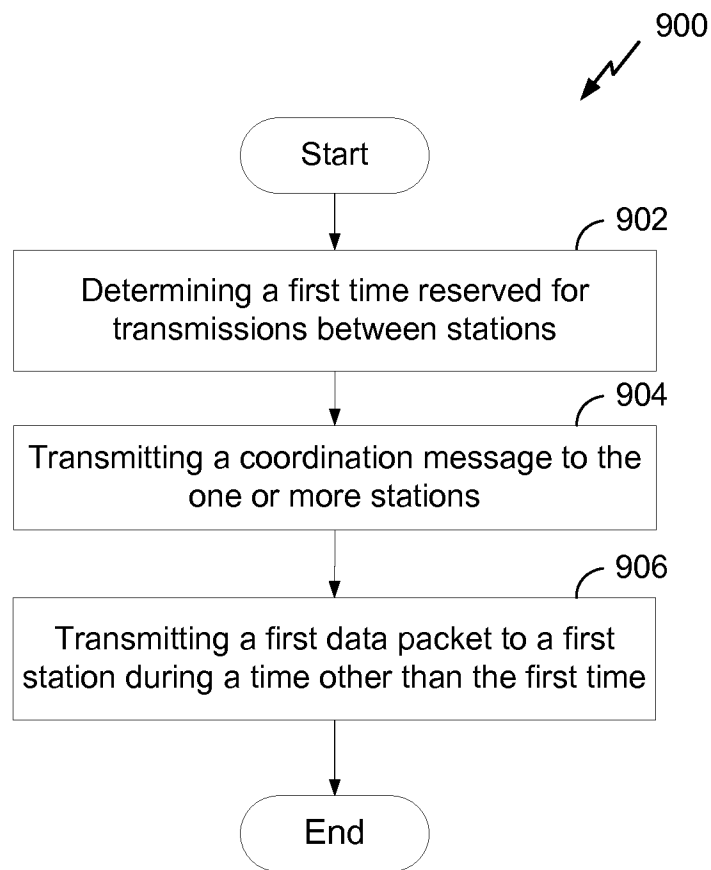 900
Start
902
Determining a first time reserved for
transmissions between stations
904
Transmitting a coordination message to the
one or more stations
906
Transmitting a first data packet to a first
station during a time other than the first time
End